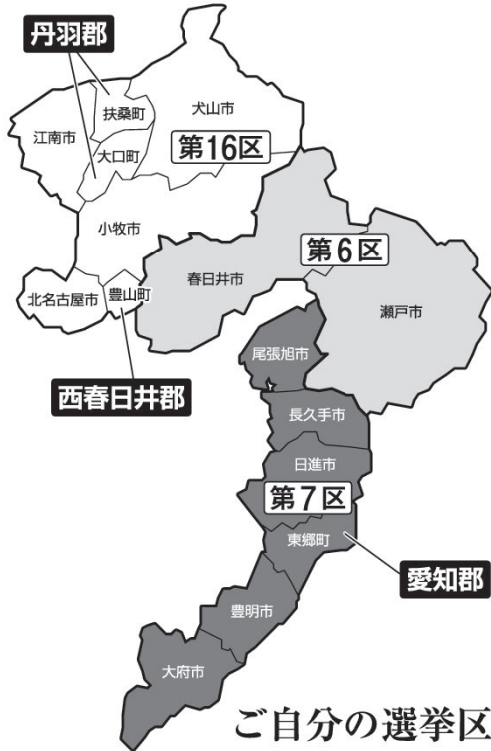 丹羽郡
扶桑町
犬山市
江南市
大口町
第16区
小牧市
第6区
春日井市
北名古屋市
豊山町
瀬戸市
尾張旭市
西春日井郡
長久手市
日進市
第7区
東郷町
愛知郡
豊明市
大府市
ご自分の選挙区